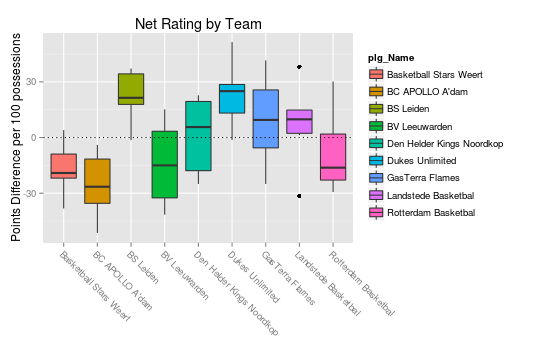 Net Rating by Team
Points Difference per 100 possessions
30
0
-30
Basketball Stars Weert
BC APOLLO A'dam
BS Leiden
BV Leeuwarden
Den Helder Kings Noordkop
Dukes Unlimited
GasTerra Flames
Landstede Basketbal
Rotterdam Basketbal
plg_Name
Basketball Stars Weert
BC APOLLO A'dam
BS Leiden
BV Leeuwarden
Den Helder Kings Noordkop
Dukes Unlimited
GasTerra Flames
Landstede Basketbal
Rotterdam Basketbal